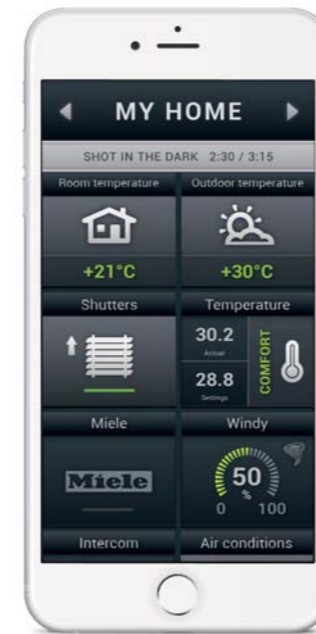 MY HOME
SHOT IN THE DARK 2:30 / 3:15
Room temperature Outdoor temperature
+21°C +30°C
Shutters Temperature
30.2
Actual
28.8
Settings
COMFORT
Miele Windy
Miele
50
%
0 100
Intercom Air conditions